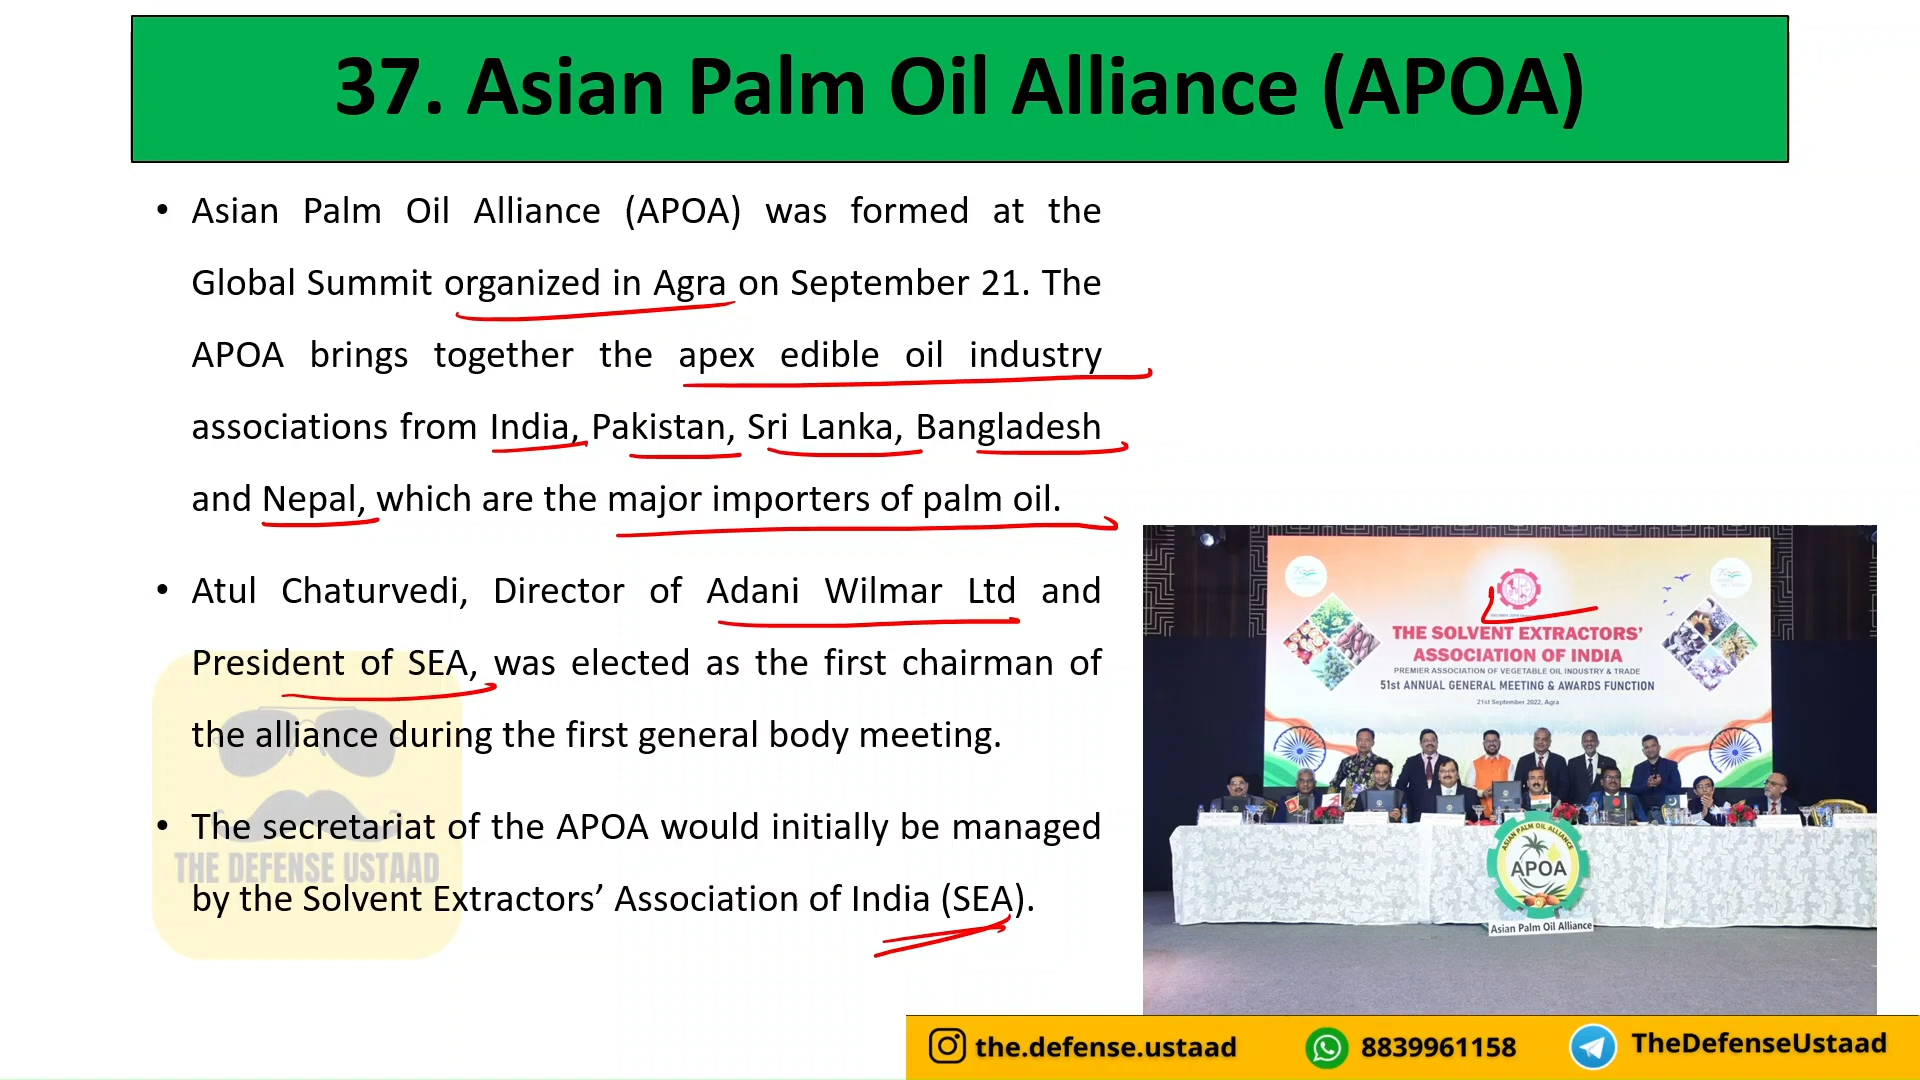 37. Asian Palm Oil Alliance (APOA)
• Asian Palm Oil Alliance (APOA) was formed at the
Global Summit organized in Agra on September 21. The
APOA brings together the apex edible oil industry
associations from India, Pakistan, Sri Lanka, Bangladesh
and Nepal, which are the major importers of palm oil.
• Atul Chaturvedi, Director of Adani Wilmar Ltd and
President of SEA, was elected as the first chairman of
the alliance during the first general body meeting.
• The secretariat of the APOA would initially be managed
by the Solvent Extractors’ Association of India (SEA).
THE DEFENSE USTAAD
THE SOLVENT EXTRACTORS’
ASSOCIATION OF INDIA
PREMIER ASSOCIATION OF VEGETABLE OIL INDUSTRY & TRADE
51st ANNUAL GENERAL MEETING & AWARDS FUNCTION
21st September 2022, Agra
ASIAN PALM OIL ALLIANCE
APOA
Asian Palm Oil Alliance
the.defense.ustaad
8839961158
TheDefenseUstaad